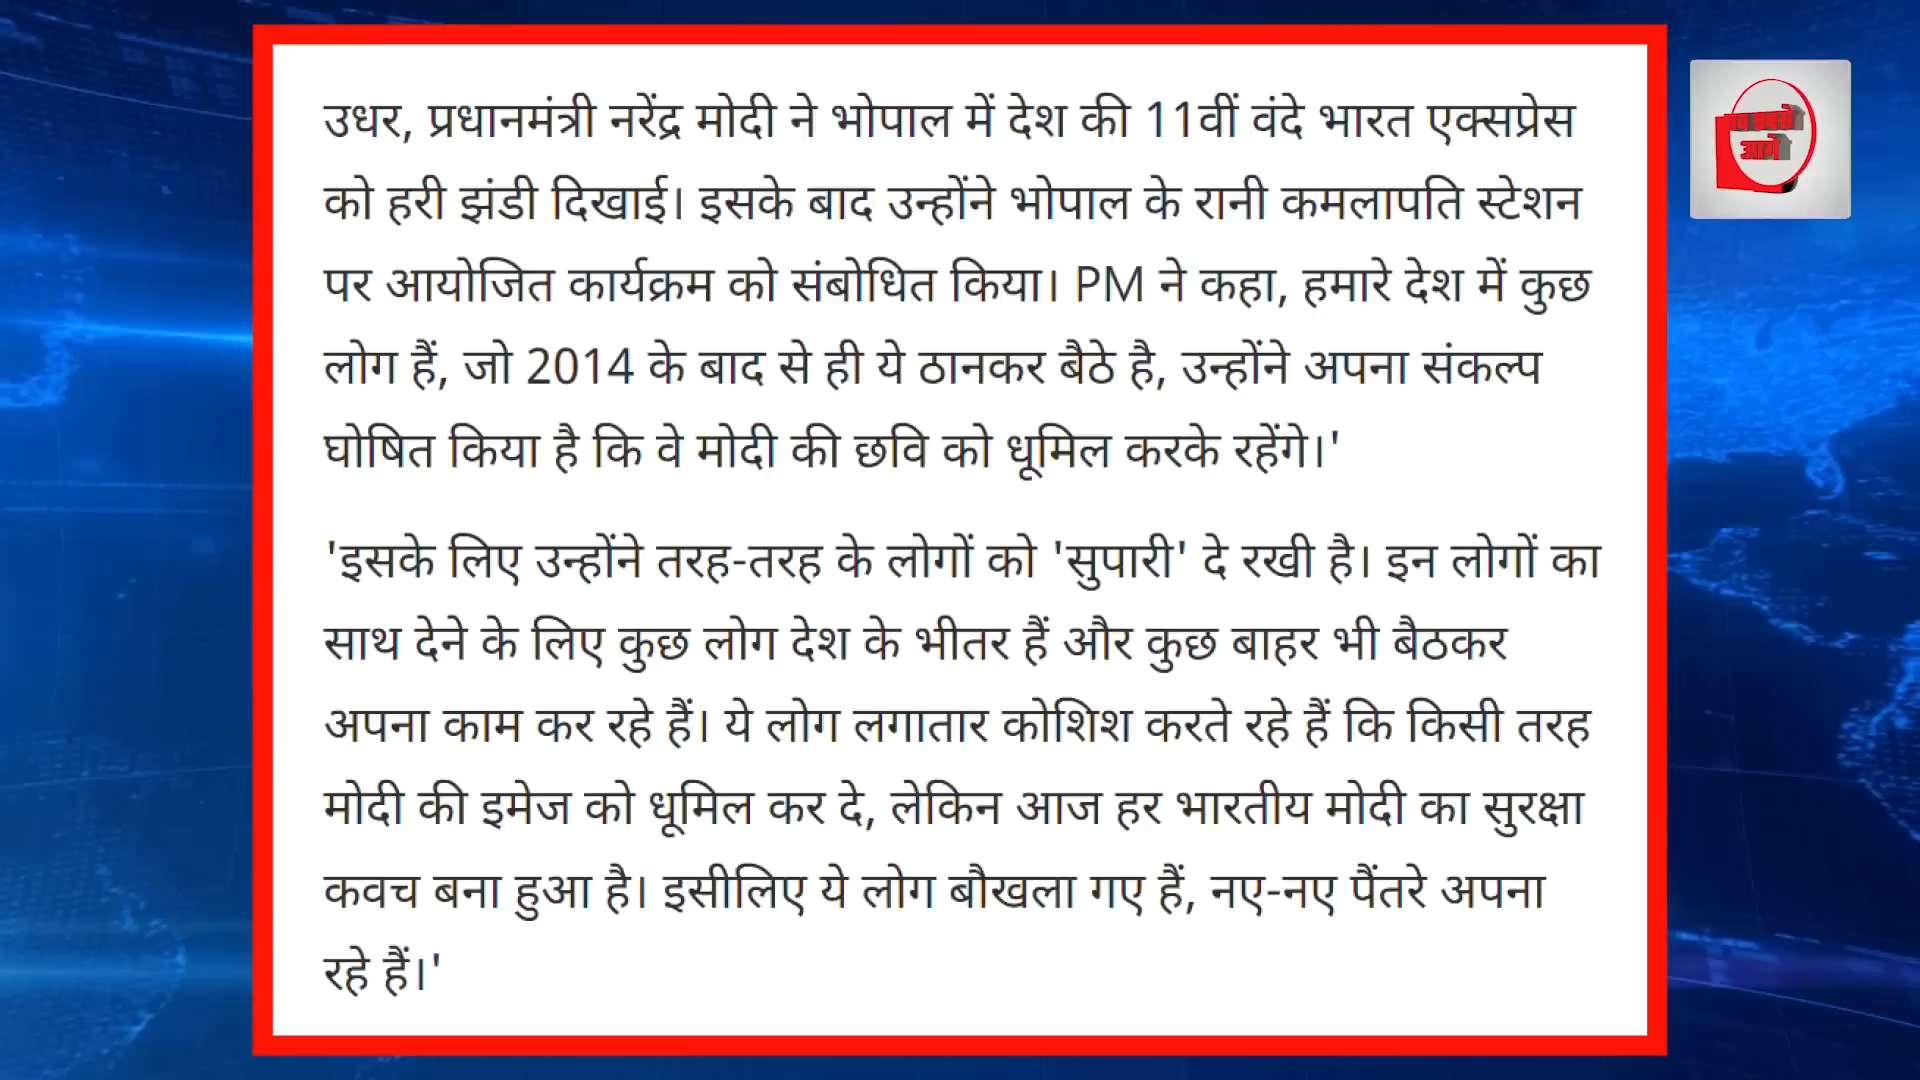 उधर, प्रधानमंत्री नरेंद्र मोदी ने भोपाल में देश की 11वीं वंदे भारत एक्सप्रेस
को हरी झंडी दिखाई। इसके बाद उन्होंने भोपाल के रानी कमलापति स्टेशन
पर आयोजित कार्यक्रम को संबोधित किया। PM ने कहा, हमारे देश में कुछ
लोग हैं, जो 2014 के बाद से ही ये ठानकर बैठे है, उन्होंने अपना संकल्प
घोषित किया है कि वे मोदी की छवि को धूमिल करके रहेंगे।'
'इसके लिए उन्होंने तरह-तरह के लोगों को 'सुपारी' दे रखी है। इन लोगों का
साथ देने के लिए कुछ लोग देश के भीतर हैं और कुछ बाहर भी बैठकर
अपना काम कर रहे हैं। ये लोग लगातार कोशिश करते रहे हैं कि किसी तरह
मोदी की इमेज को धूमिल कर दे, लेकिन आज हर भारतीय मोदी का सुरक्षा
कवच बना हुआ है। इसीलिए ये लोग बौखला गए हैं, नए-नए पैंतरे अपना
रहे हैं।'
सबसे
आगे